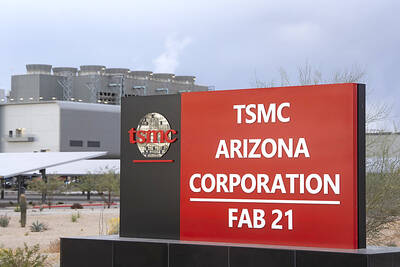 tsmc
TSMC
ARIZONA
CORPORATION
FAB 21